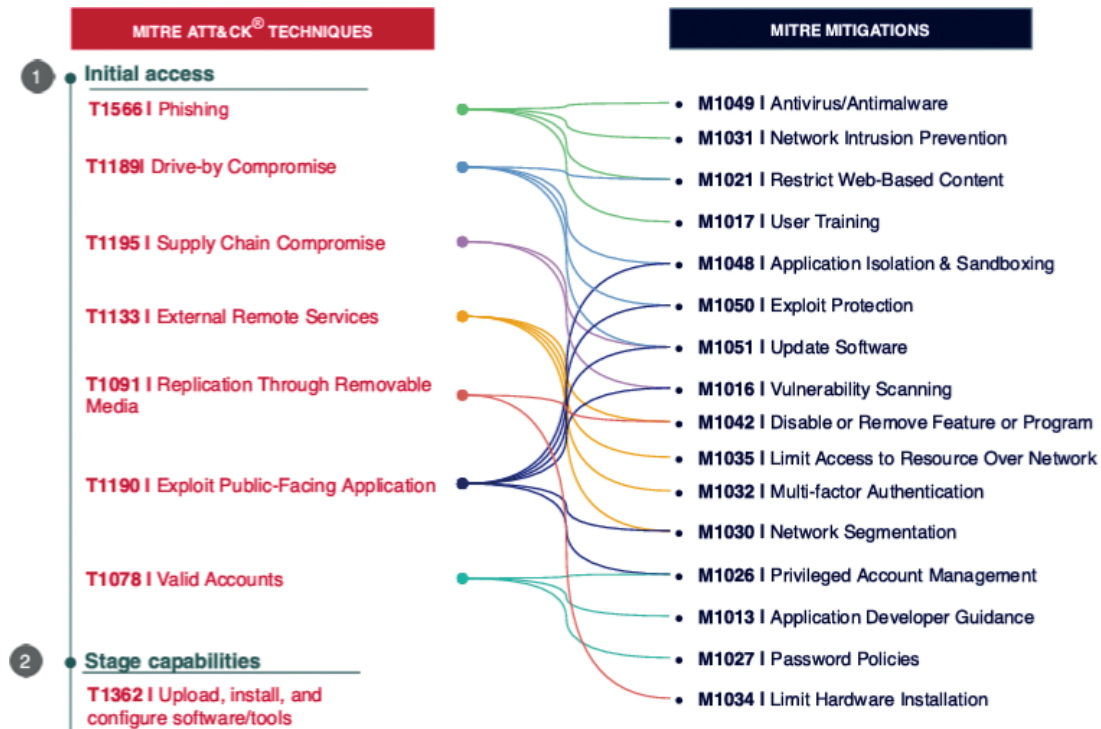 MITRE ATT&CK® TECHNIQUES
MITRE MITIGATIONS
1
Initial access
T1566 | Phishing
T1189| Drive-by Compromise
T1195 | Supply Chain Compromise
T1133 | External Remote Services
T1091 | Replication Through Removable
Media
T1190 | Exploit Public-Facing Application
T1078 | Valid Accounts
2
Stage capabilities
T1362 | Upload, install, and
configure software/tools
M1049 | Antivirus/Antimalware
M1031 | Network Intrusion Prevention
M1021 | Restrict Web-Based Content
M1017 | User Training
M1048 | Application Isolation & Sandboxing
M1050 | Exploit Protection
M1051 | Update Software
M1016 | Vulnerability Scanning
M1042 | Disable or Remove Feature or Program
M1035 | Limit Access to Resource Over Network
M1032 | Multi-factor Authentication
M1030 | Network Segmentation
M1026 | Privileged Account Management
M1013 | Application Developer Guidance
M1027 | Password Policies
M1034 | Limit Hardware Installation